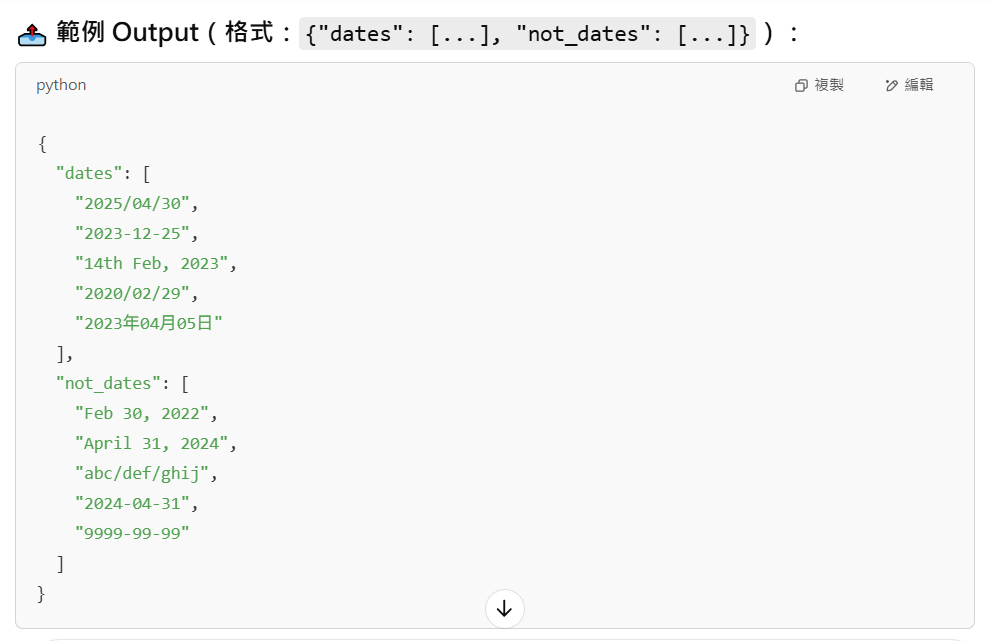 📤 範例 Output（格式：{"dates": [...], "not_dates": [...]}）：
python 複製 編輯
{
  "dates": [
    "2025/04/30",
    "2023-12-25",
    "14th Feb, 2023",
    "2020/02/29",
    "2023年04月05日"
  ],
  "not_dates": [
    "Feb 30, 2022",
    "April 31, 2024",
    "abc/def/ghij",
    "2024-04-31",
    "9999-99-99"
  ]
}